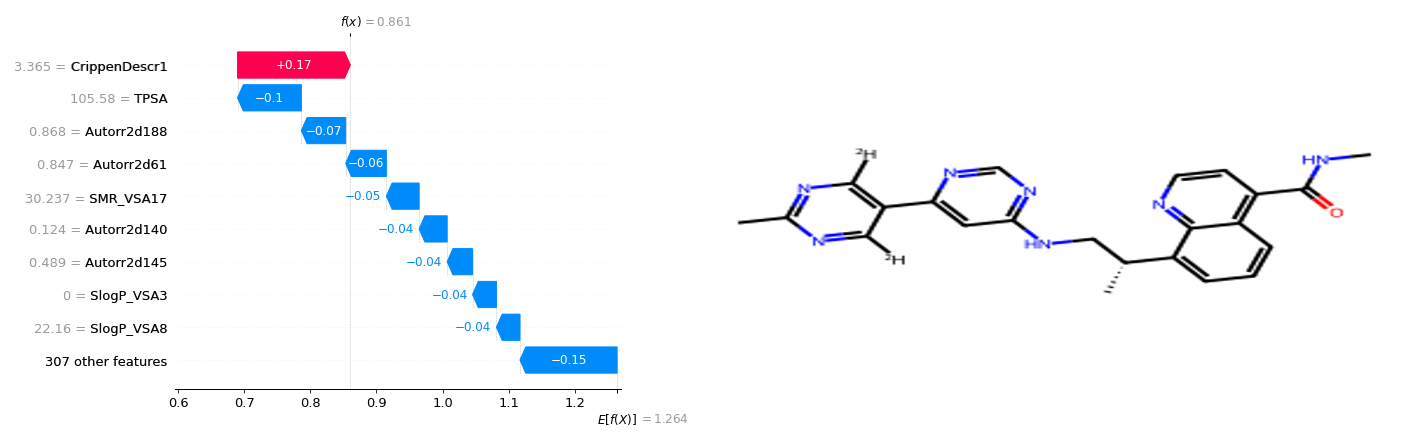 f(x) = 0.861
3.365 = CrippenDescr1
+0.17
105.58 = TPSA
−0.1
0.868 = Autorr2d188
−0.07
0.847 = Autorr2d61
−0.06
30.237 = SMR_VSA17
−0.05
0.124 = Autorr2d140
−0.04
0.489 = Autorr2d145
−0.04
0 = SlogP_VSA3
−0.04
22.16 = SlogP_VSA8
−0.04
307 other features
−0.15
0.6 0.7 0.8 0.9 1.0 1.1 1.2
E[f(X)] = 1.264
²H
N
N
²H
N
N
HN
N
HN
O